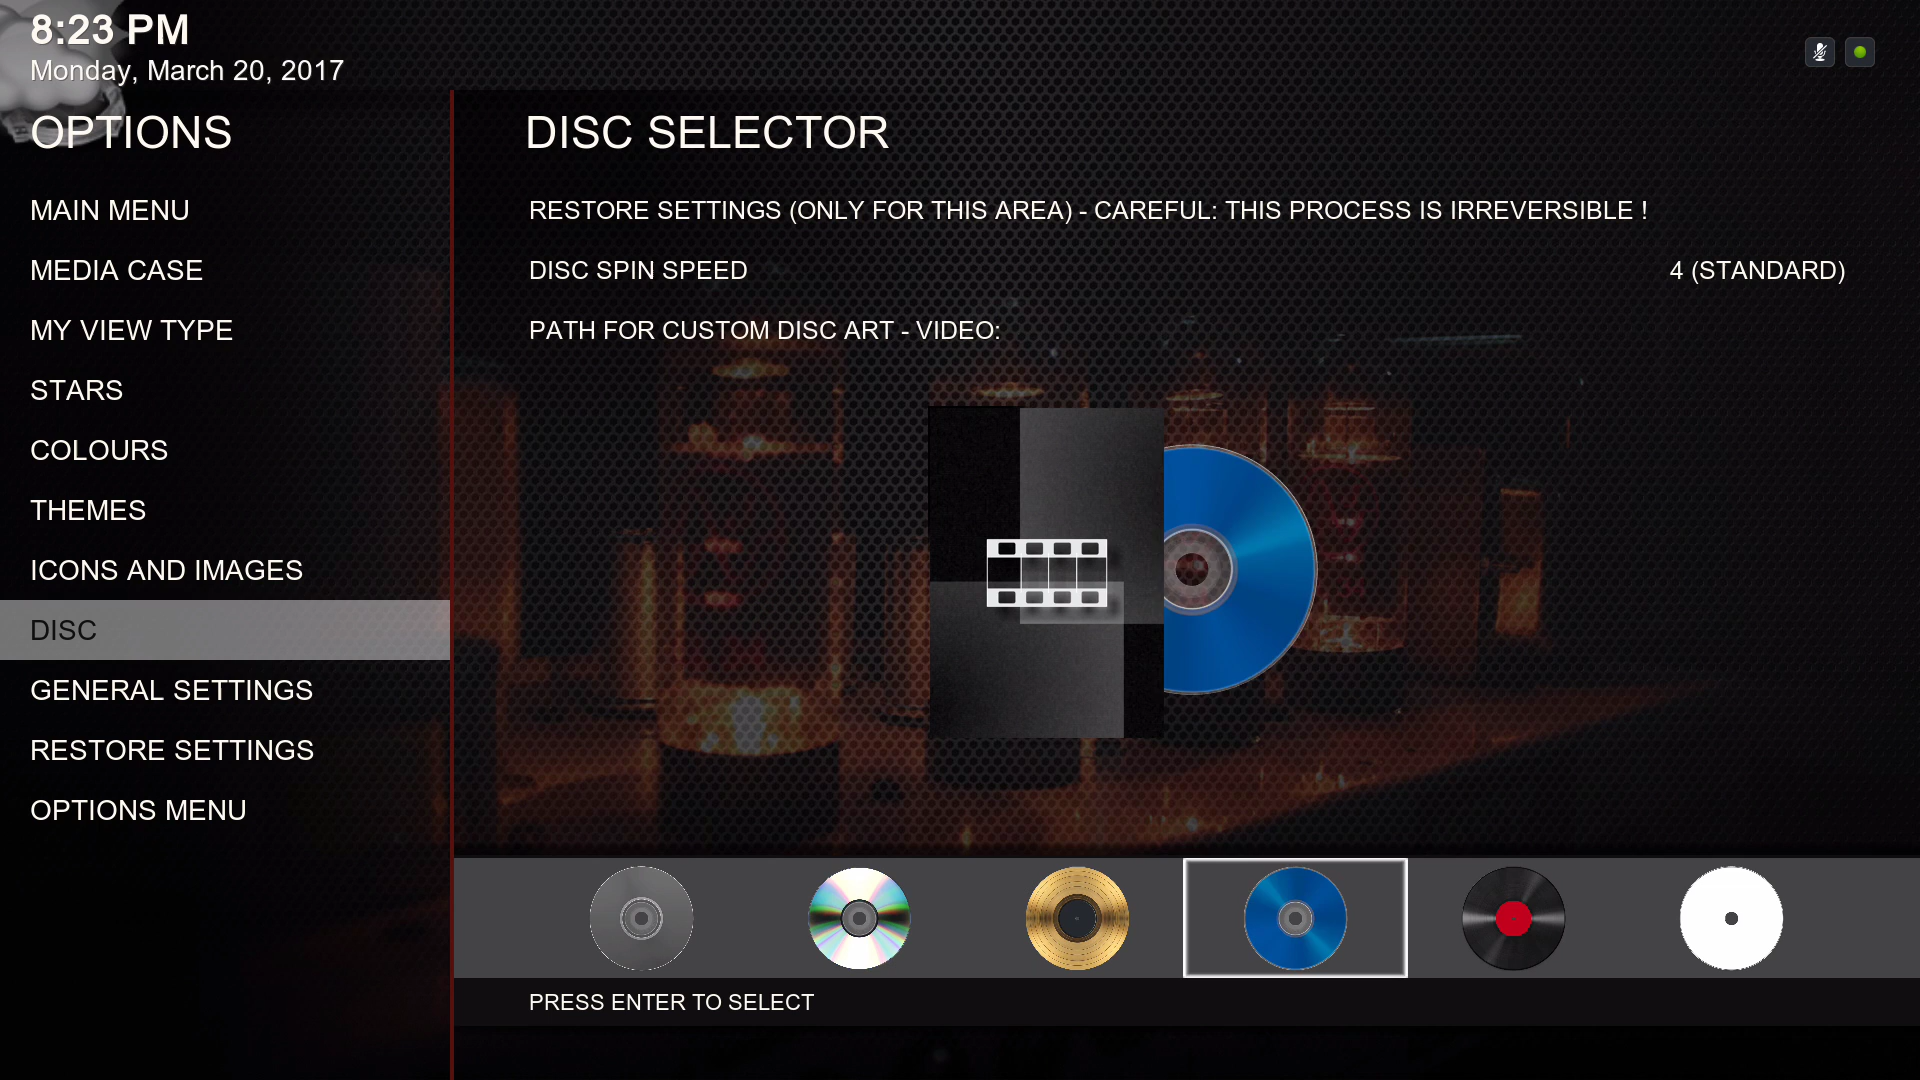 8:23 PM
Monday, March 20, 2017
OPTIONS
MAIN MENU
MEDIA CASE
MY VIEW TYPE
STARS
COLOURS
THEMES
ICONS AND IMAGES
DISC
GENERAL SETTINGS
RESTORE SETTINGS
OPTIONS MENU
DISC SELECTOR
RESTORE SETTINGS (ONLY FOR THIS AREA) - CAREFUL: THIS PROCESS IS IRREVERSIBLE !
DISC SPIN SPEED 4 (STANDARD)
PATH FOR CUSTOM DISC ART - VIDEO:
PRESS ENTER TO SELECT